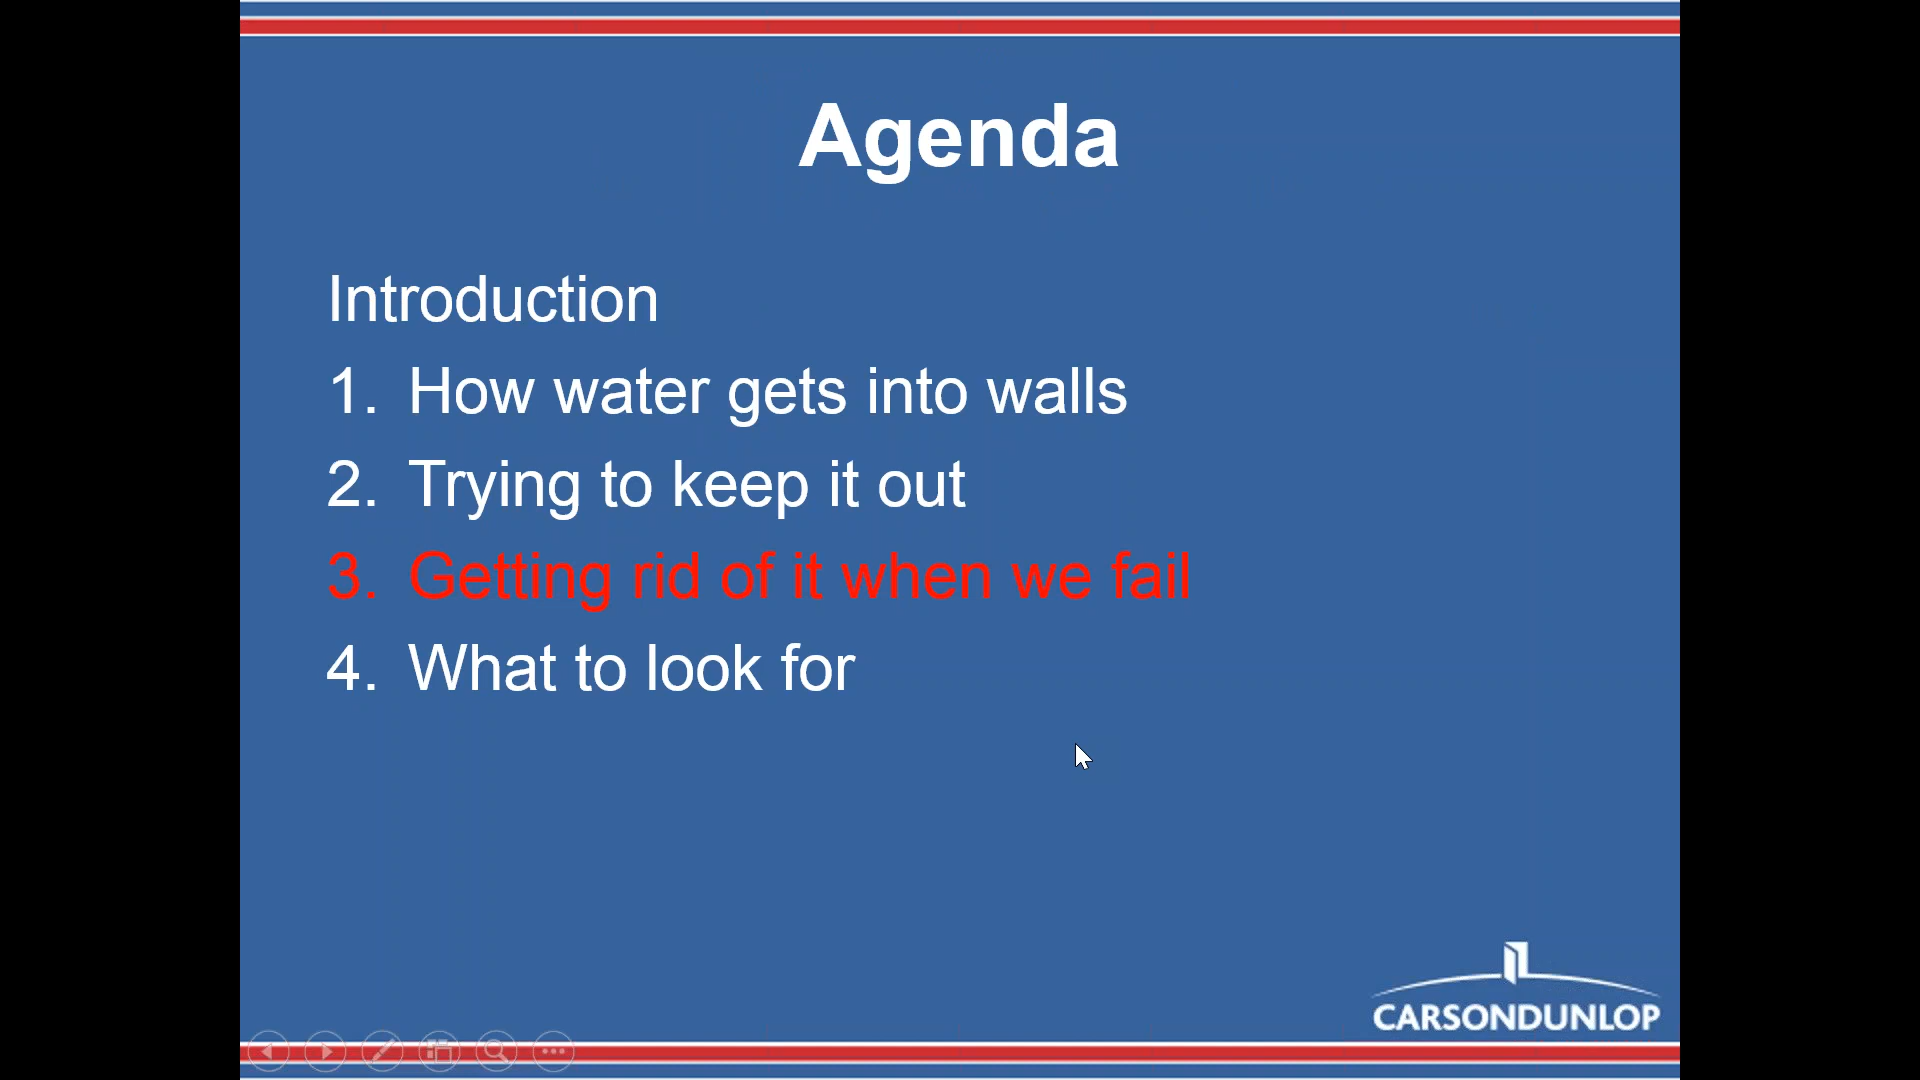 Agenda
Introduction
1. How water gets into walls
2. Trying to keep it out
3. Getting rid of it when we fail
4. What to look for
CARSONDUNLOP